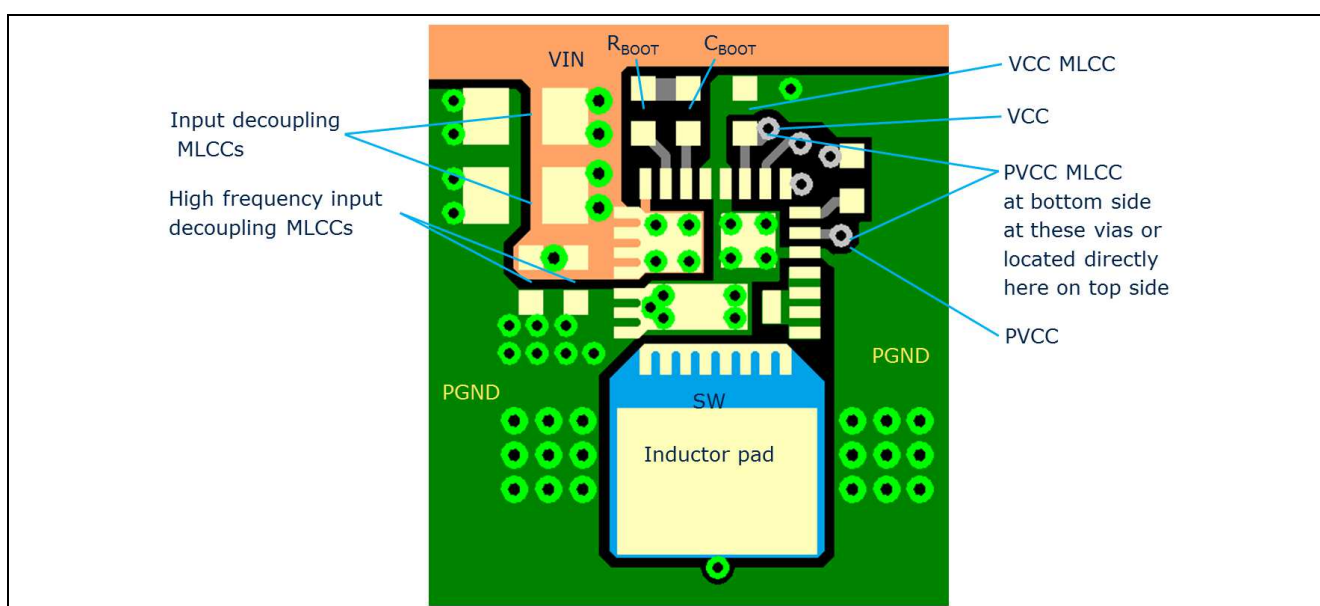 VIN
RBOOT
CBOOT
Input decoupling
MLCCs
High frequency input
decoupling MLCCs
VCC MLCC
VCC
PVCC MLCC
at bottom side
at these vias or
located directly
here on top side
PVCC
PGND
PGND
SW
Inductor pad